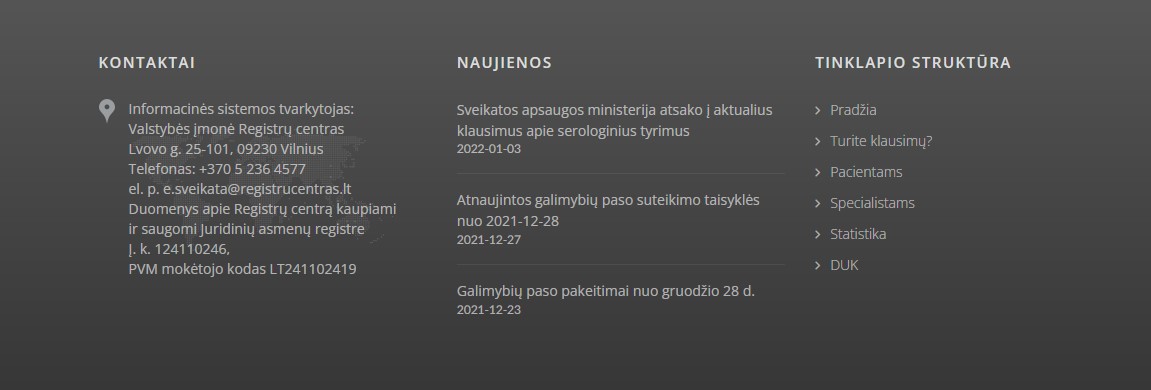 KONTAKTAI
Informacinės sistemos tvarkytojas:
Valstybės įmonė Registrų centras
Lvovo g. 25-101, 09230 Vilnius
Telefonas: +370 5 236 4577
el. p. e.sveikata@registrucentras.lt
Duomenys apie Registrų centrą kaupiami
ir saugomi Juridinių asmenų registre
Į. k. 124110246,
PVM mokėtojo kodas LT241102419
NAUJIENOS
Sveikatos apsaugos ministerija atsako į aktualius
klausimus apie serologinius tyrimus
2022-01-03
Atnaujintos galimybių paso suteikimo taisyklės
nuo 2021-12-28
2021-12-27
Galimybių paso pakeitimai nuo gruodžio 28 d.
2021-12-23
TINKLAPIO STRUKTŪRA
Pradžia
Turite klausimų?
Pacientams
Specialistams
Statistika
DUK